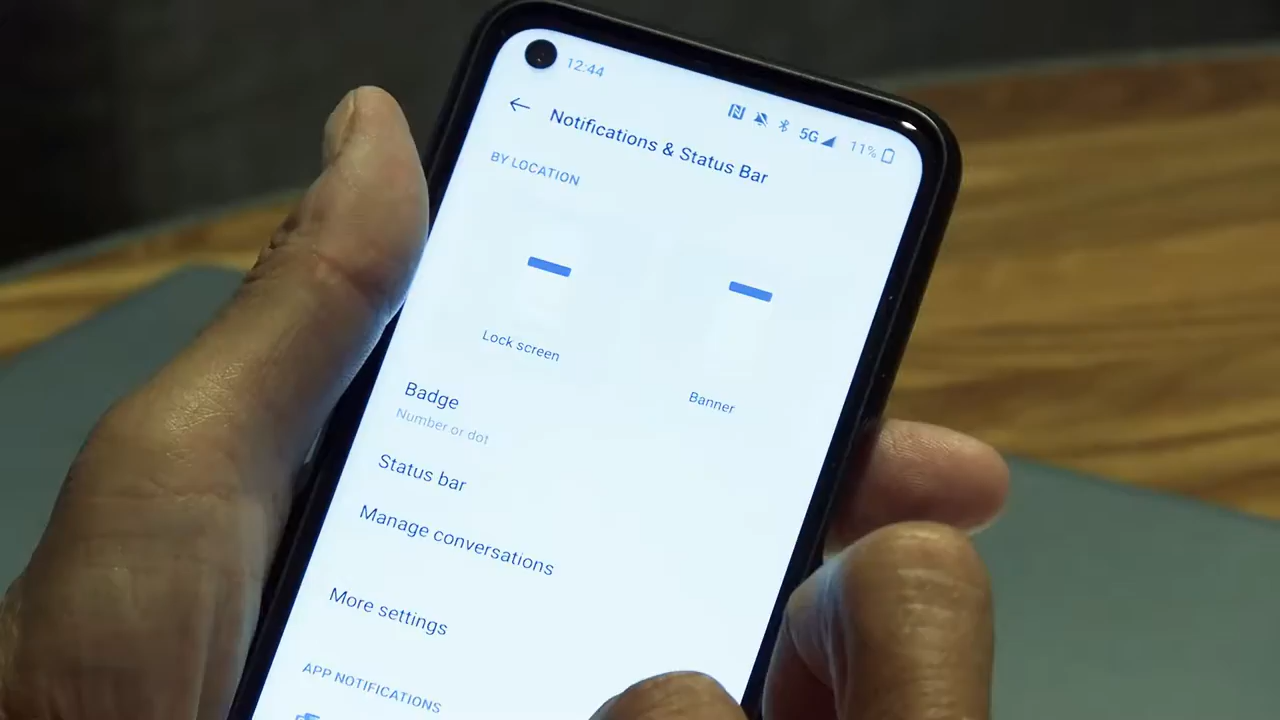 12:44
5G 11%
Notifications & Status Bar
BY LOCATION
Lock screen
Banner
Badge
Number or dot
Status bar
Manage conversations
More settings
APP NOTIFICATIONS